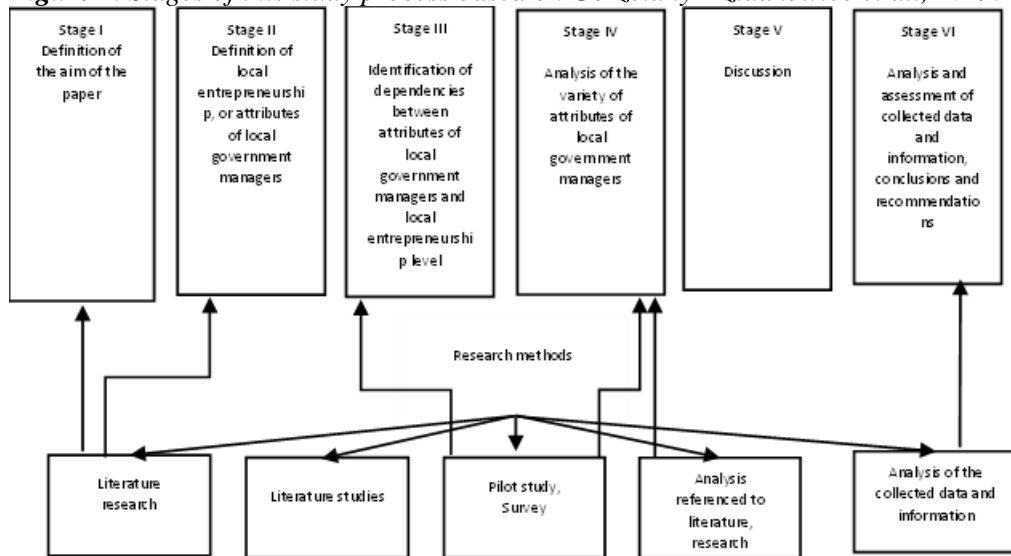 Stage I
Definition of
the aim of the
paper
Stage II
Definition of
local
entrepreneurshi
p, or attributes
of local
government
managers
Stage III
Identification of
dependencies
between
attributes of
local
government
managers and
local
entrepreneurshi
p level
Stage IV
Analysis of the
variety of
attributes of
local
government
managers
Stage V
Discussion
Stage VI
Analysis and
assessment of
collected data
and
information,
conclusions and
recommendatio
ns
Research methods
Literature
research
Literature studies
Pilot study,
Survey
Analysis
referenced to
literature,
research
Analysis of the
collected data and
information